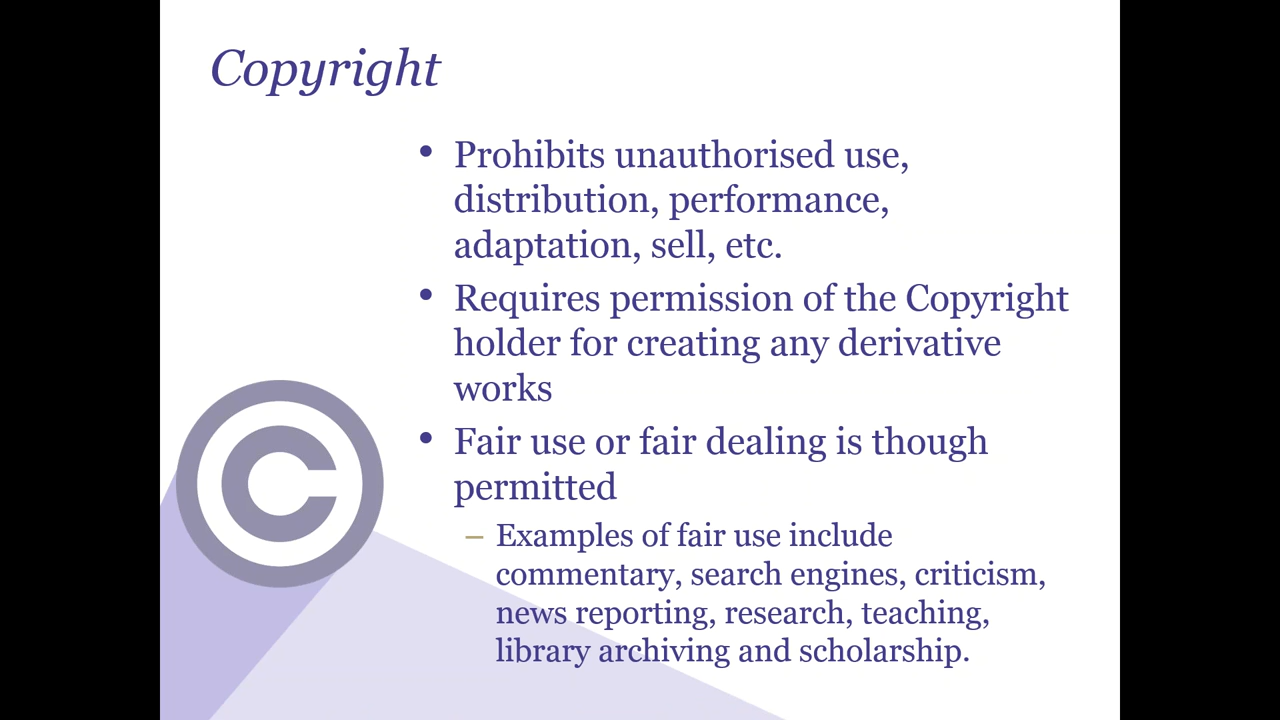 Copyright
• Prohibits unauthorised use,
distribution, performance,
adaptation, sell, etc.
• Requires permission of the Copyright
holder for creating any derivative
works
• Fair use or fair dealing is though
permitted
– Examples of fair use include
commentary, search engines, criticism,
news reporting, research, teaching,
library archiving and scholarship.